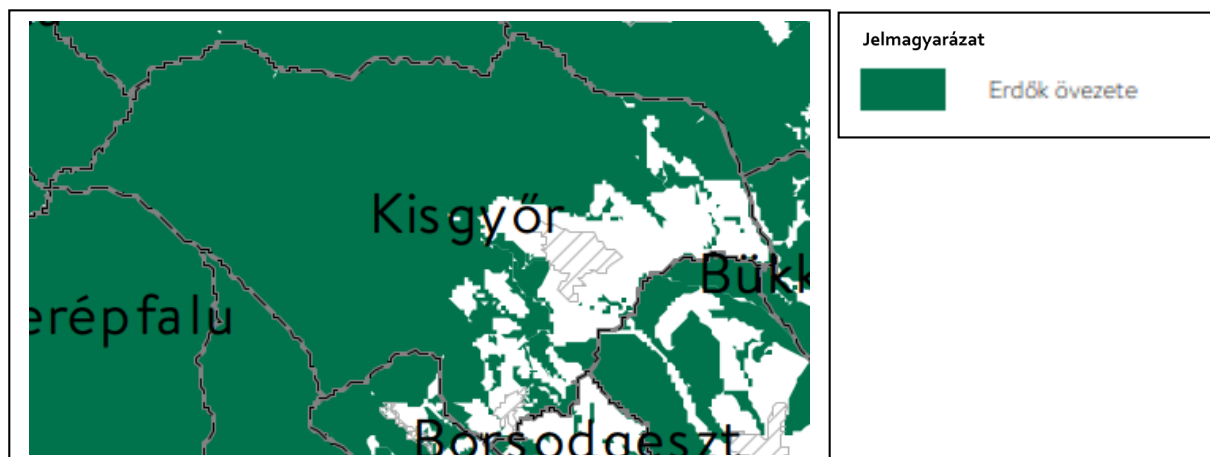 Jelmagyarázat
Erdők övezete
Kisgyőr
Bükk
erépfalu
Borsodgeszt